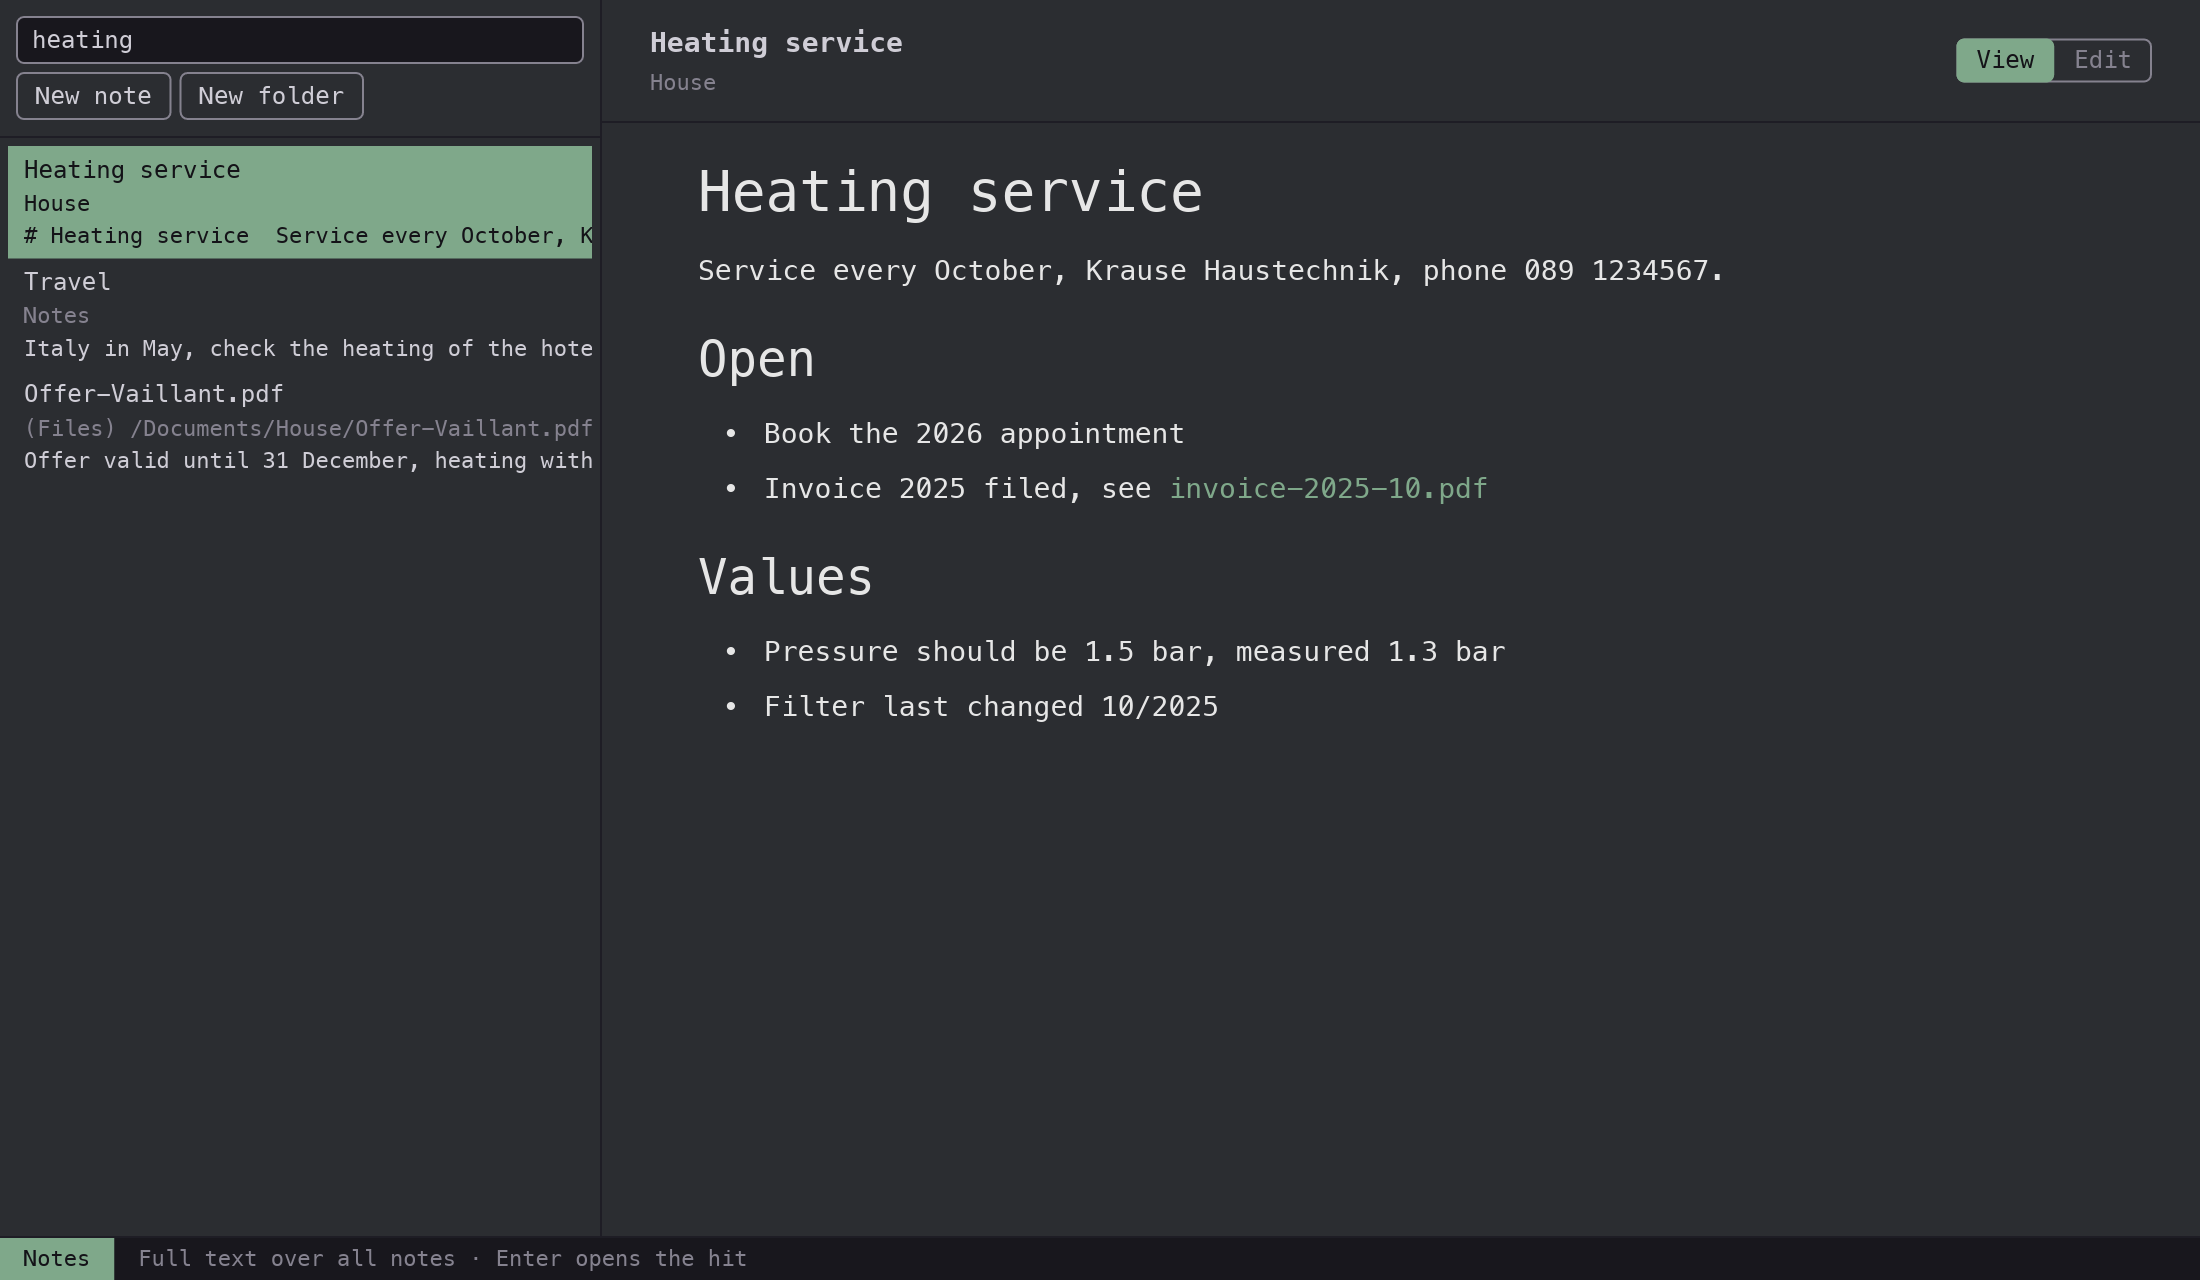 heating
New note New folder
Heating service
House
# Heating service  Service every October, K
Travel
Notes
Italy in May, check the heating of the hote
Offer-Vaillant.pdf
(Files) /Documents/House/Offer-Vaillant.pdf
Offer valid until 31 December, heating with
Heating service
House
View Edit
Heating service
Service every October, Krause Haustechnik, phone 089 1234567.
Open
• Book the 2026 appointment
• Invoice 2025 filed, see invoice-2025-10.pdf
Values
• Pressure should be 1.5 bar, measured 1.3 bar
• Filter last changed 10/2025
Notes Full text over all notes · Enter opens the hit